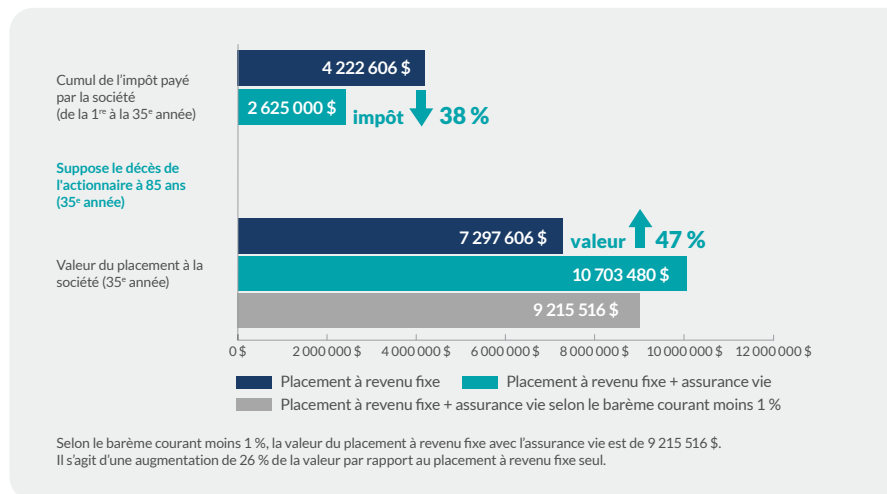 Cumul de l'impôt payé
par la société
(de la 1re à la 35e année)
4 222 606 $
2 625 000 $
impôt 38 %
Suppose le décès de
l'actionnaire à 85 ans
(35e année)
Valeur du placement à la
société (35e année)
7 297 606 $
valeur 47 %
10 703 480 $
9 215 516 $
0 $ 2 000 000 $ 4 000 000 $ 6 000 000 $ 8 000 000 $ 10 000 000 $ 12 000 000 $
Placement à revenu fixe
Placement à revenu fixe + assurance vie
Placement à revenu fixe + assurance vie selon le barème courant moins 1 %
Selon le barème courant moins 1 %, la valeur du placement à revenu fixe avec l'assurance vie est de 9 215 516 $.
Il s'agit d'une augmentation de 26 % de la valeur par rapport au placement à revenu fixe seul.